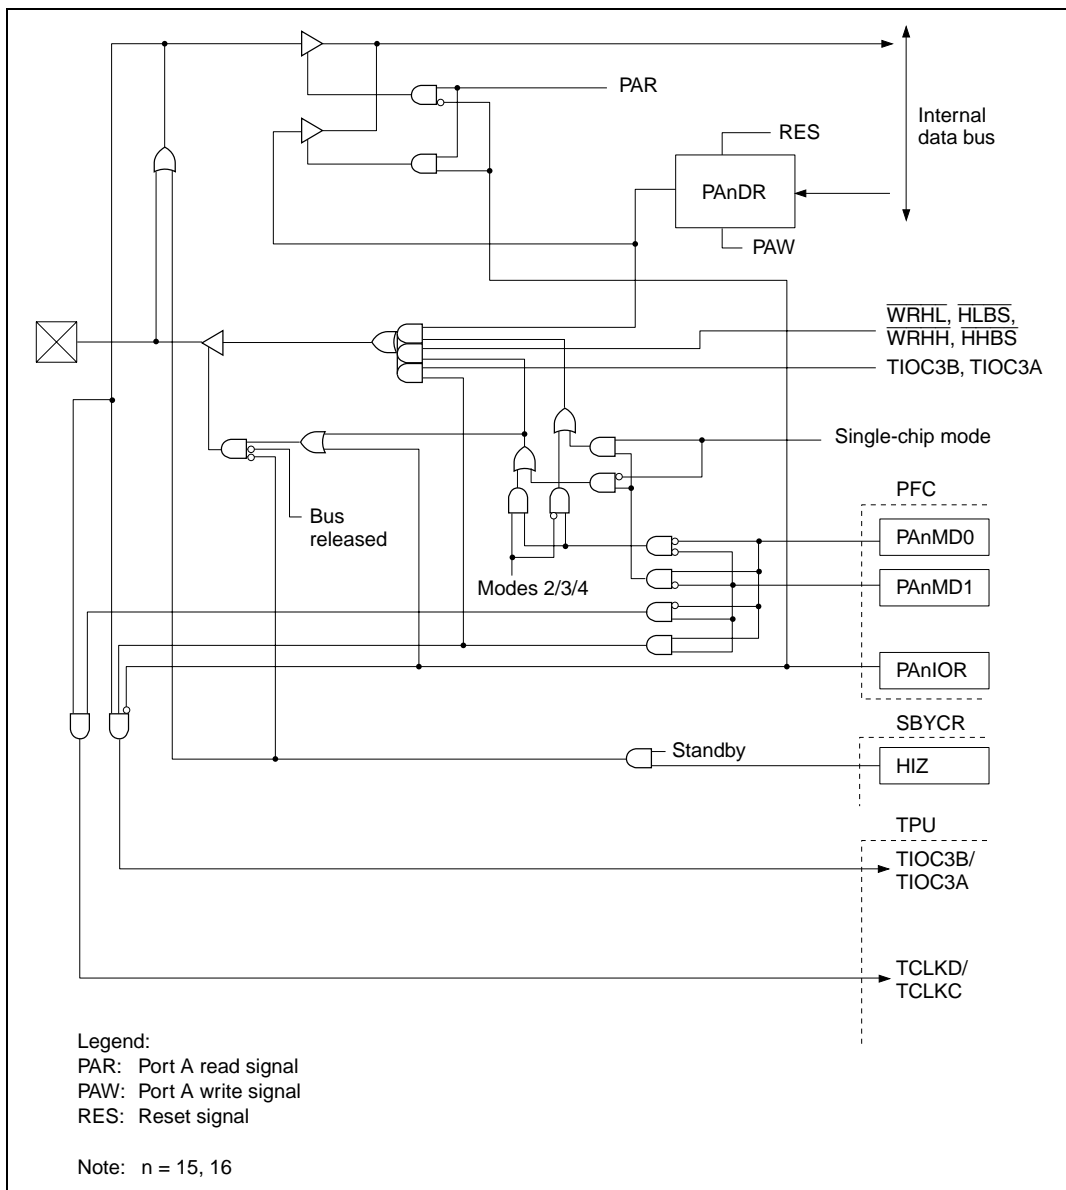 PAR
Internal
data bus
RES
PAnDR
PAW
WRHL, HLBS,
WRHH, HHBS
TIOC3B, TIOC3A
Single-chip mode
PFC
Bus
released
PAnMD0
Modes 2/3/4
PAnMD1
PAnIOR
SBYCR
Standby
HIZ
TPU
TIOC3B/
TIOC3A
TCLKD/
TCLKC
Legend:
PAR: Port A read signal
PAW: Port A write signal
RES: Reset signal
Note: n = 15, 16